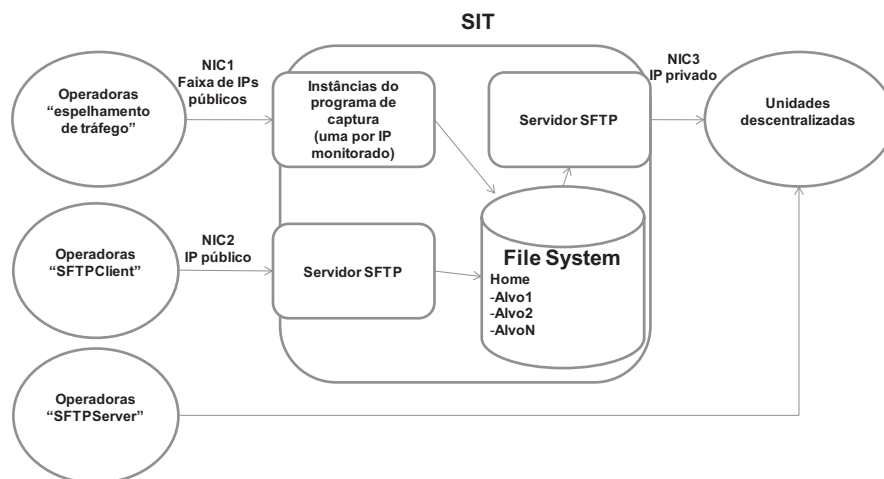 SIT
NIC1
Faixa de IPs
públicos
NIC3
IP privado
Operadoras
“espelhamento
de tráfego”
Instâncias do
programa de
captura
(uma por IP
monitorado)
Servidor SFTP
Unidades
descentralizadas
NIC2
IP público
Operadoras
“SFTPClient”
Servidor SFTP
File System
Home
-Alvo1
-Alvo2
-AlvoN
Operadoras
“SFTPServer”